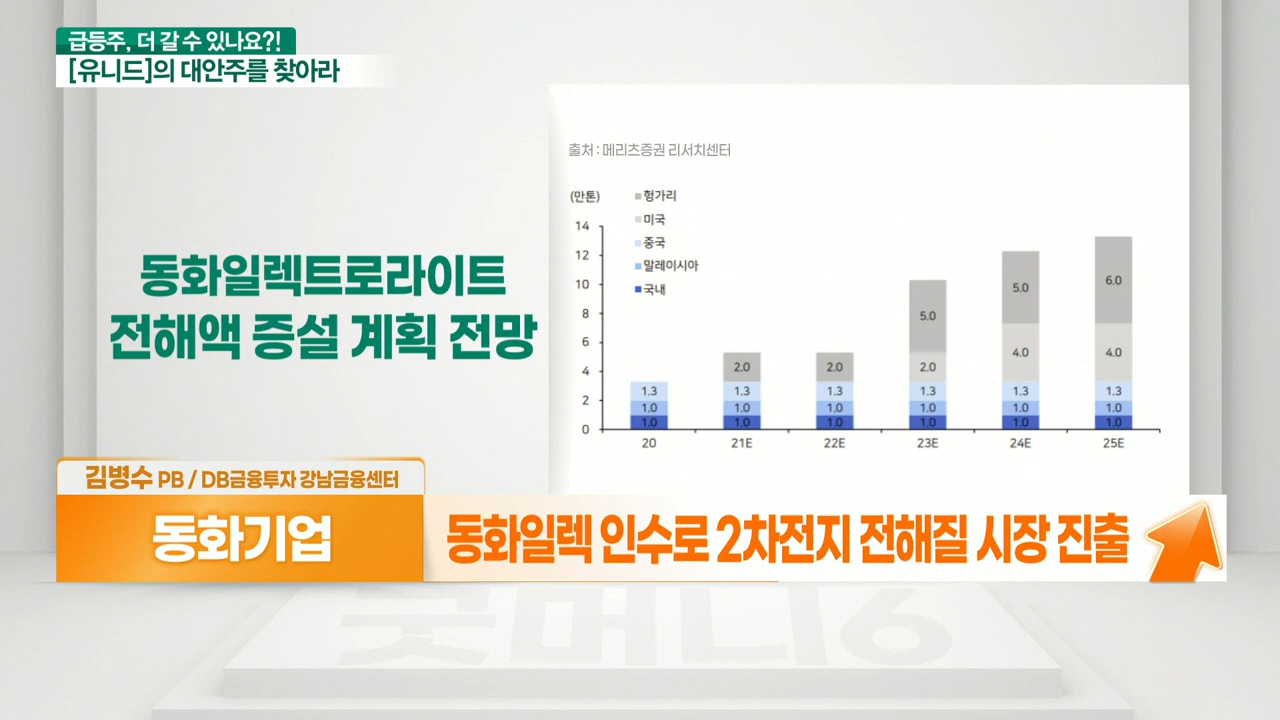 급등주, 더 갈 수 있나요?!
[유니드]의 대안주를 찾아라
동화일렉트로라이트
전해액 증설 계획 전망
출처 : 메리츠증권 리서치센터
(만톤)
헝가리
미국
중국
말레이시아
국내
14
12
10
8
6
4
2
0
1.3
1.0
1.0
2.0
1.3
1.0
1.0
2.0
1.3
1.0
1.0
5.0
2.0
1.3
1.0
1.0
5.0
4.0
1.3
1.0
1.0
6.0
4.0
1.3
1.0
1.0
20 21E 22E 23E 24E 25E
김병수 PB / DB금융투자 강남금융센터
동화기업
동화일렉 인수로 2차전지 전해질 시장 진출
굿머니6